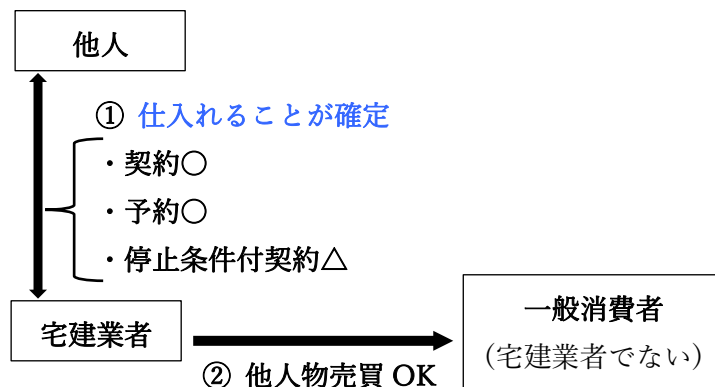 他人
① 仕入れることが確定
・契約〇
・予約〇
・停止条件付契約△
宅建業者
② 他人物売買 OK
一般消費者
（宅建業者でない）